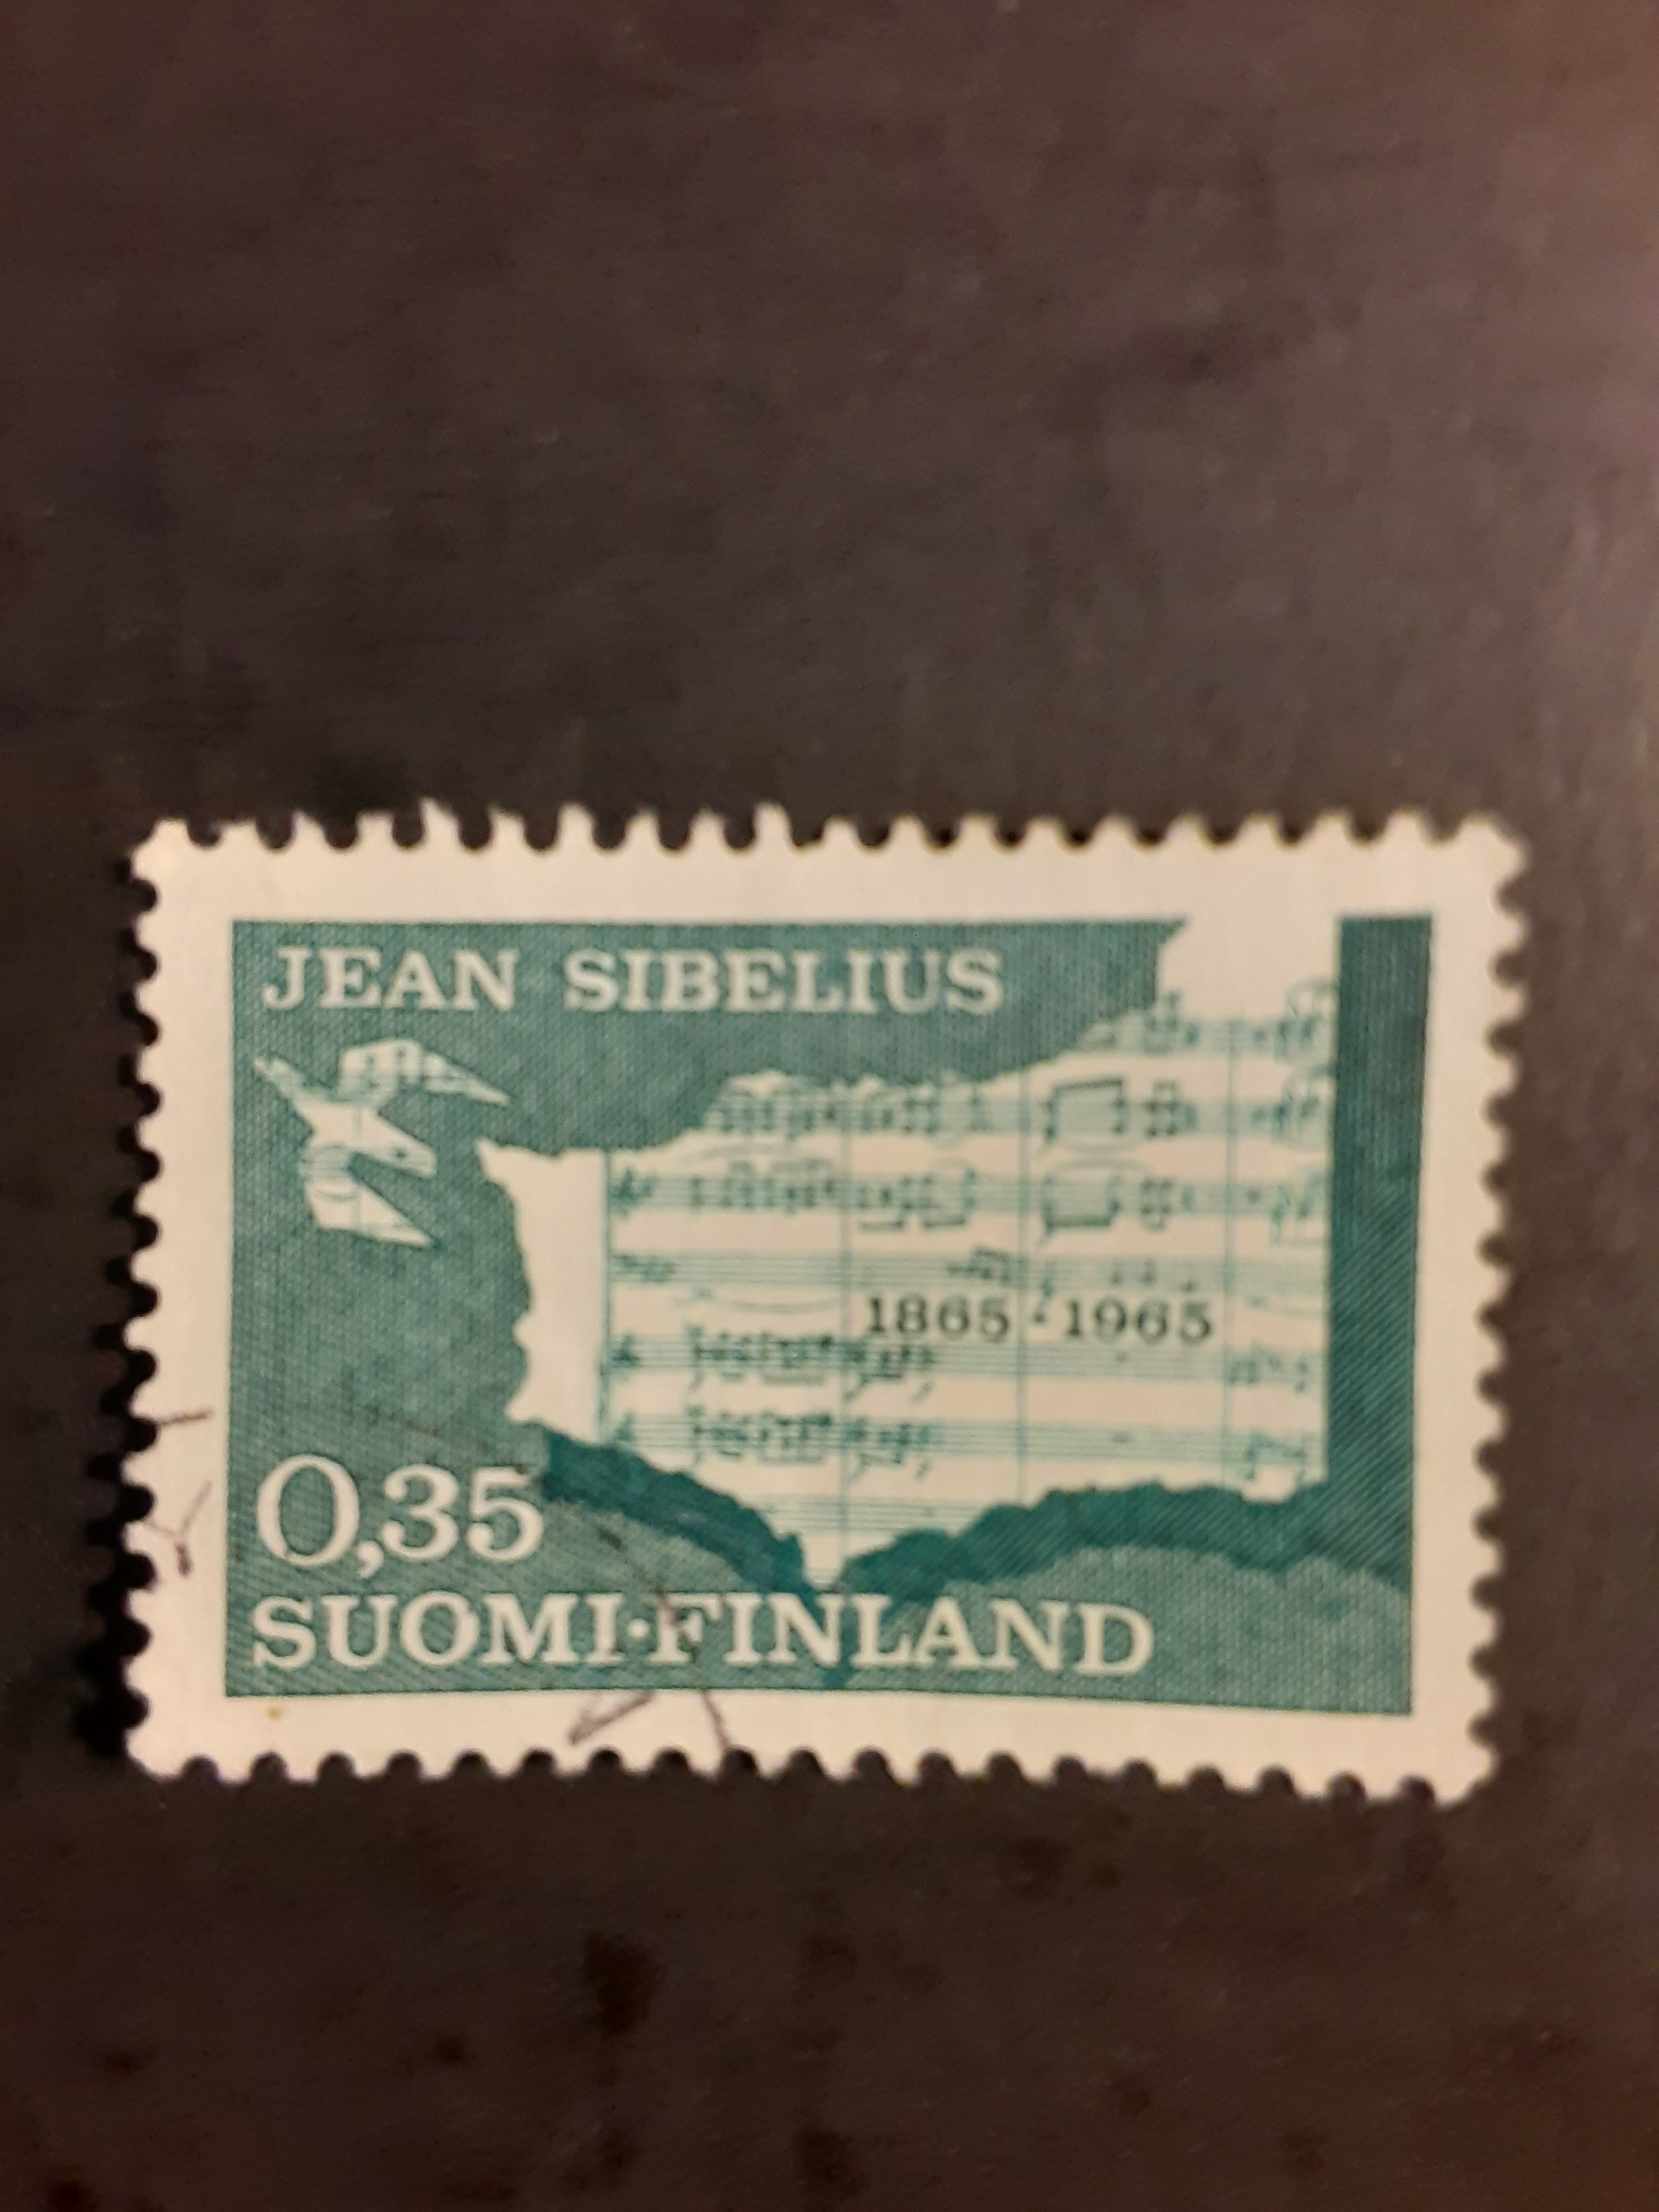 JEAN SIBELIUS
1865-1965
0,35
SUOMI·FINLAND